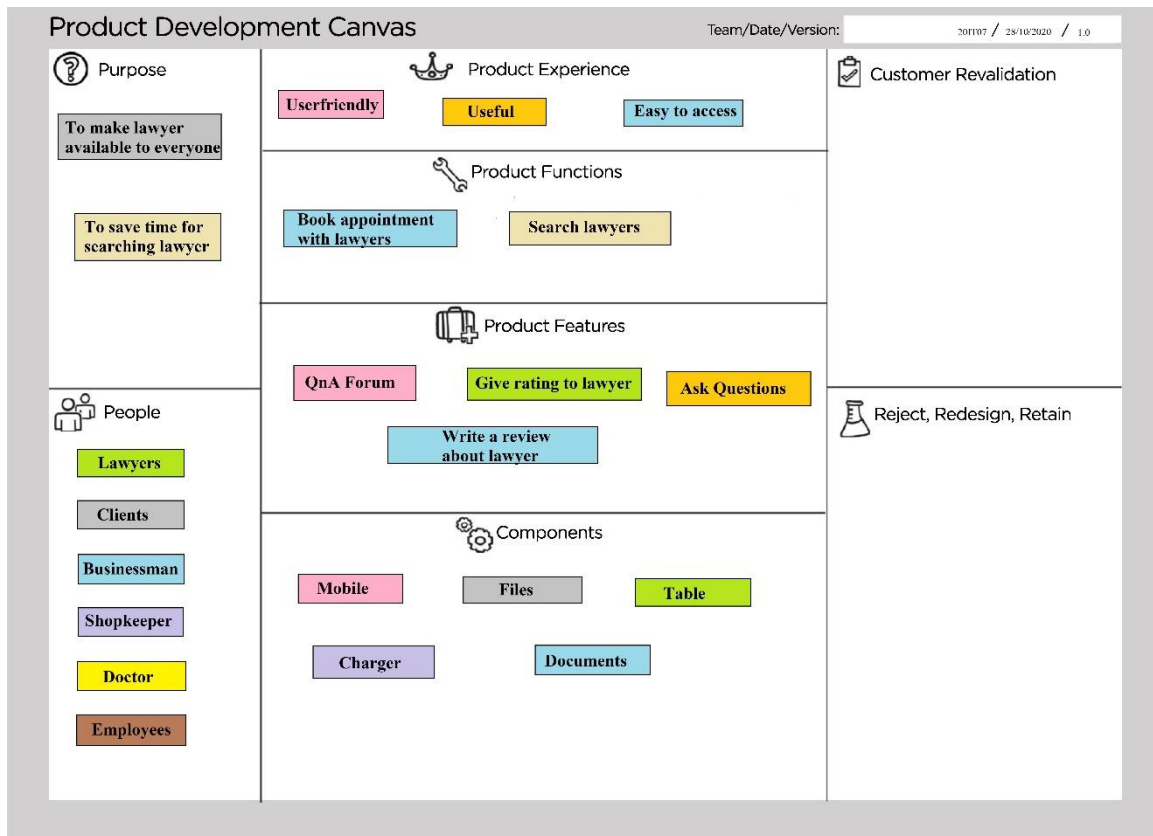 Product Development Canvas
Team/Date/Version:
28/10/2020 / 1.0
Purpose
To make lawyer
available to everyone
To save time for
searching lawyer
People
Lawyers
Clients
Businessman
Shopkeeper
Doctor
Employees
Product Experience
Userfriendly
Useful
Easy to access
Product Functions
Book appointment
with lawyers
Search lawyers
Product Features
QnA Forum
Give rating to lawyer
Ask Questions
Write a review
about lawyer
Components
Mobile
Files
Table
Charger
Documents
Customer Revalidation
Reject, Redesign, Retain